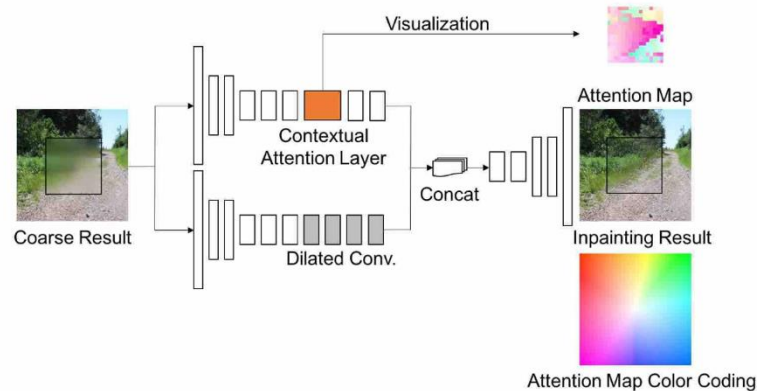 Visualization
Attention Map
Contextual
Attention Layer
Concat
Coarse Result
Dilated Conv.
Inpainting Result
Attention Map Color Coding